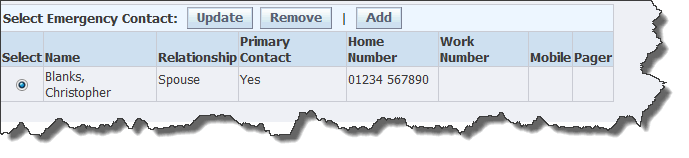 Select Emergency Contact: Update Remove | Add
Select Name Relationship Primary Contact Home Number Work Number Mobile Pager
Blanks, Christopher Spouse Yes 01234 567890